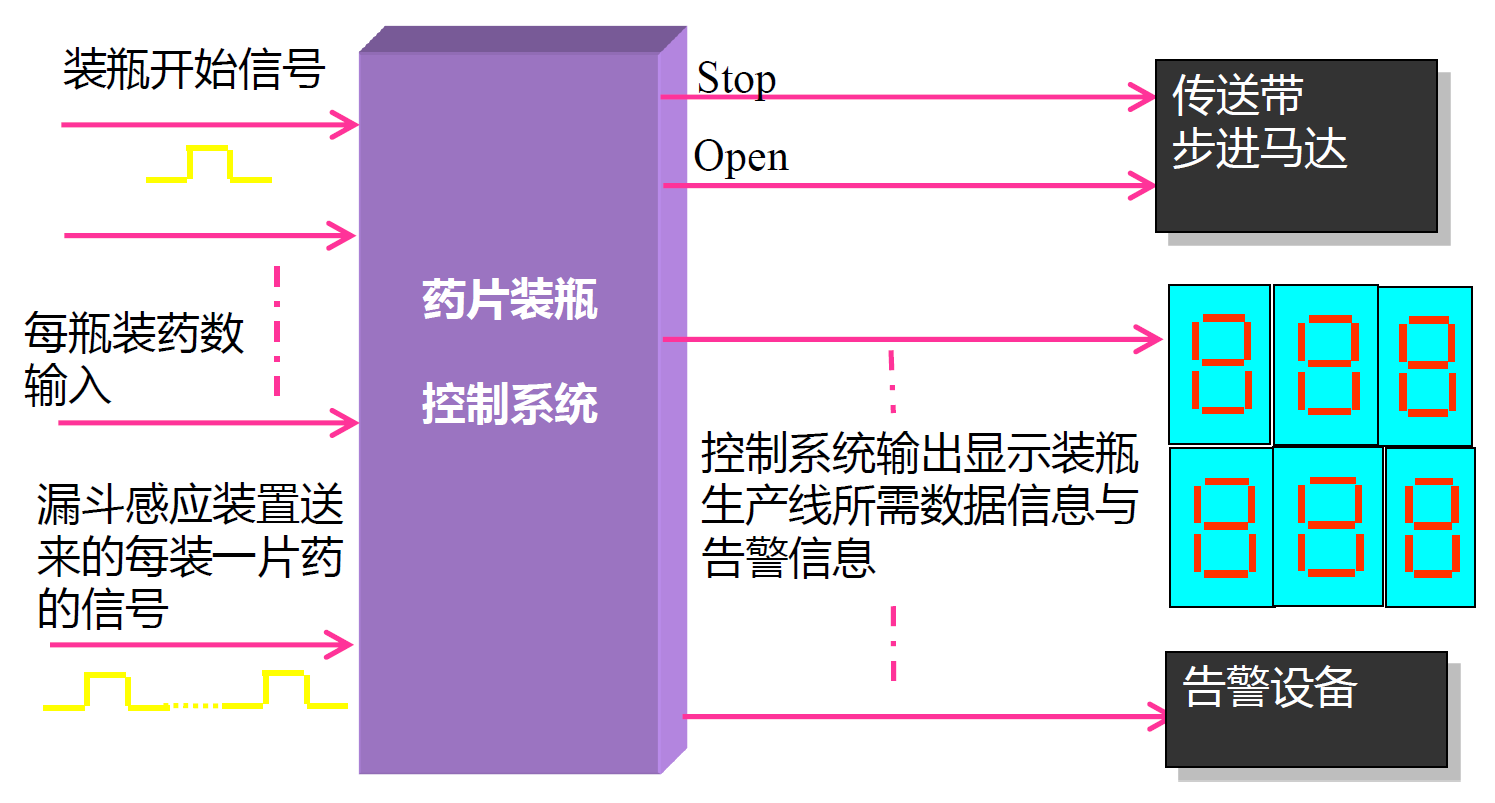 装瓶开始信号
每瓶装药数
输入
漏斗感应装置送
来的每装一片药
的信号
药片装瓶
控制系统
Stop
Open
控制系统输出显示装瓶
生产线所需数据信息与
告警信息
传送带
步进马达
888
888
告警设备